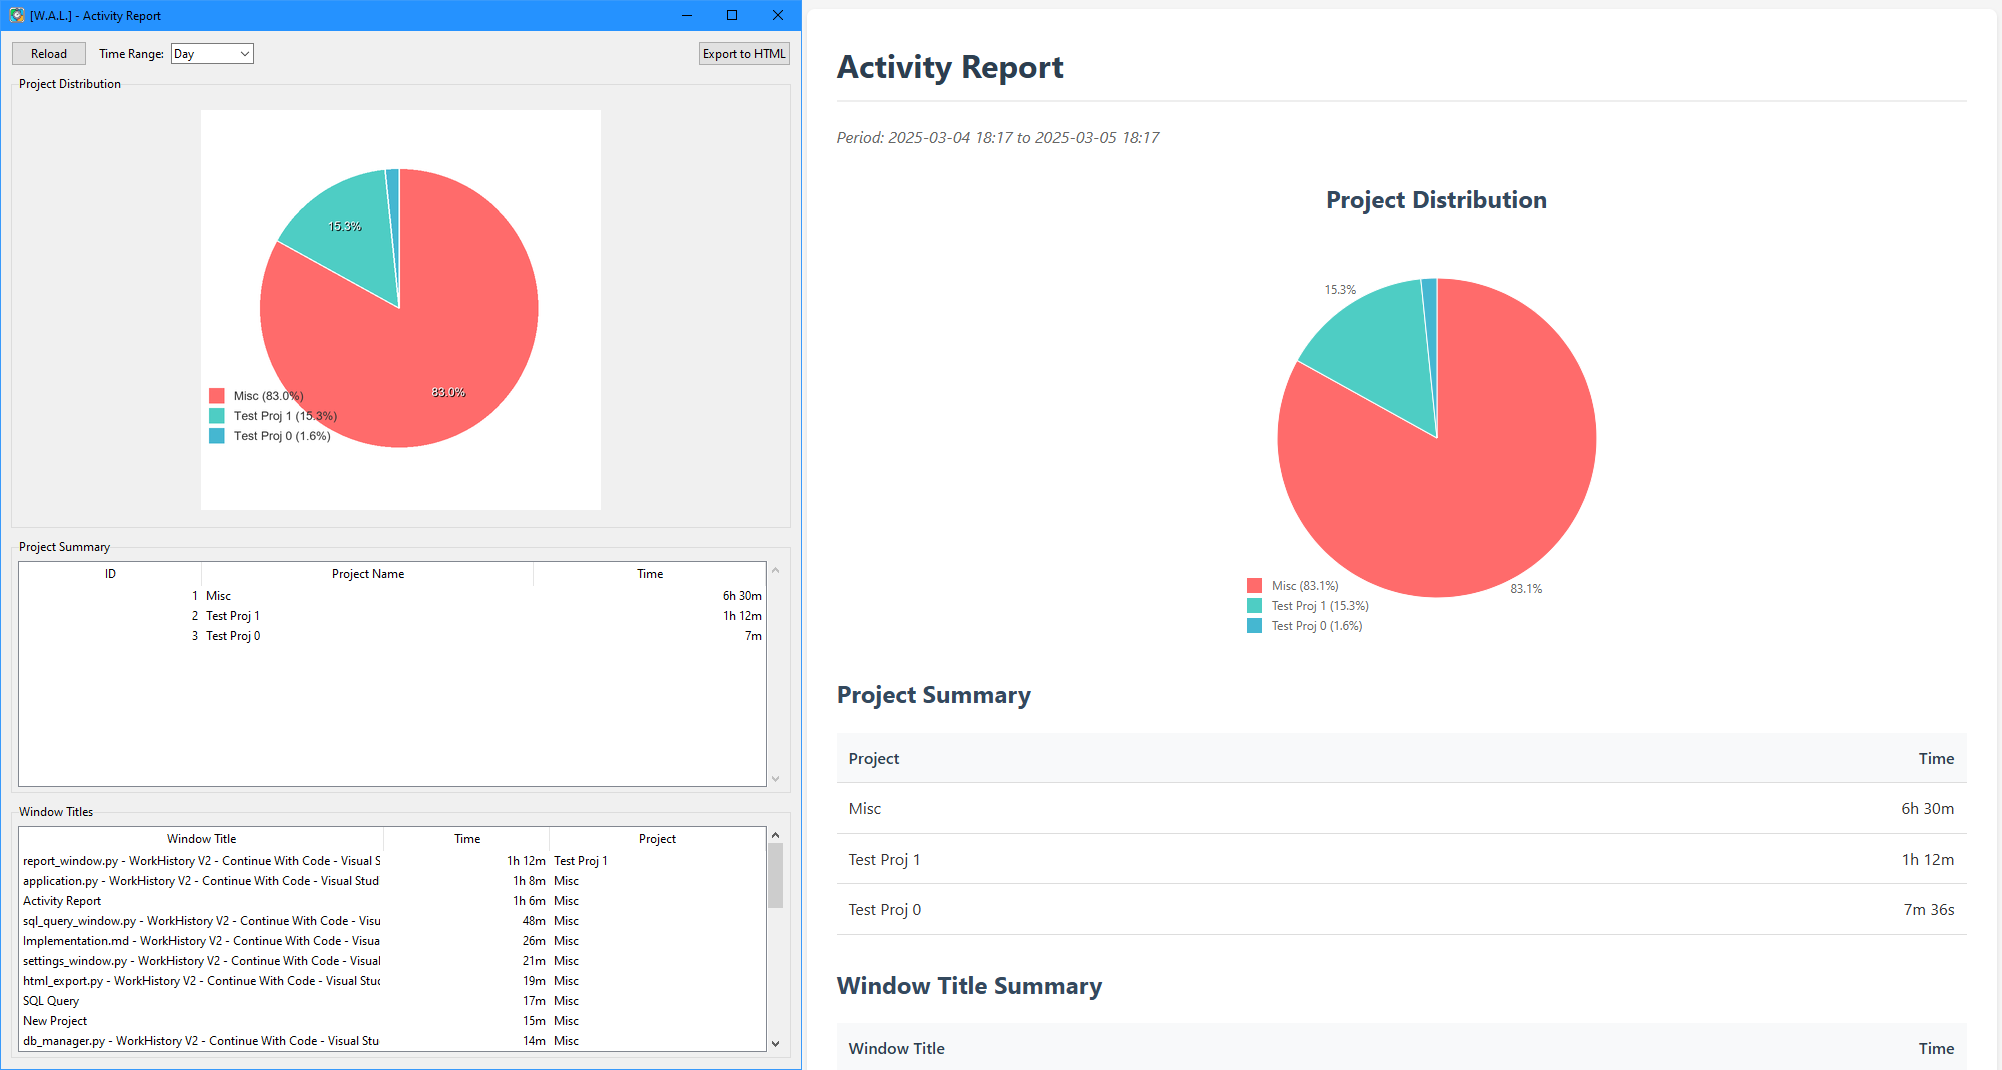 [W.A.L.] - Activity Report
Reload
Time Range:
Day
Export to HTML
Project Distribution
15.3%
83.0%
Misc (83.0%)
Test Proj 1 (15.3%)
Test Proj 0 (1.6%)
Project Summary
ID Project Name Time
1 Misc 6h 30m
2 Test Proj 1 1h 12m
3 Test Proj 0 7m
Window Titles
Window Title Time Project
report_window.py - WorkHistory V2 - Continue With Code - Visual S 1h 12m Test Proj 1
application.py - WorkHistory V2 - Continue With Code - Visual Stud 1h 8m Misc
Activity Report 1h 6m Misc
sql_query_window.py - WorkHistory V2 - Continue With Code - Visu 48m Misc
Implementation.md - WorkHistory V2 - Continue With Code - Visua 26m Misc
settings_window.py - WorkHistory V2 - Continue With Code - Visual 21m Misc
html_export.py - WorkHistory V2 - Continue With Code - Visual Stud 19m Misc
SQL Query 17m Misc
New Project 15m Misc
db_manager.py - WorkHistory V2 - Continue With Code - Visual Stu 14m Misc
Activity Report
Period: 2025-03-04 18:17 to 2025-03-05 18:17
Project Distribution
15.3%
83.1%
Misc (83.1%)
Test Proj 1 (15.3%)
Test Proj 0 (1.6%)
Project Summary
Project Time
Misc 6h 30m
Test Proj 1 1h 12m
Test Proj 0 7m 36s
Window Title Summary
Window Title Time